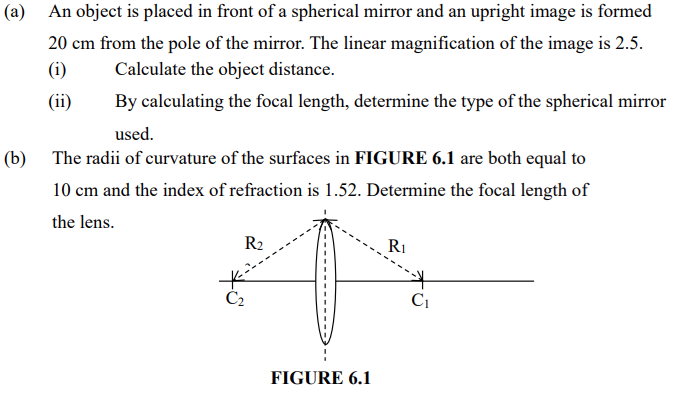 (a) An object is placed in front of a spherical mirror and an upright image is formed
20 cm from the pole of the mirror. The linear magnification of the image is 2.5.
(i) Calculate the object distance.
(ii) By calculating the focal length, determine the type of the spherical mirror
used.
(b) The radii of curvature of the surfaces in FIGURE 6.1 are both equal to
10 cm and the index of refraction is 1.52. Determine the focal length of
the lens.
R₂ R₁
C₂ C₁
FIGURE 6.1